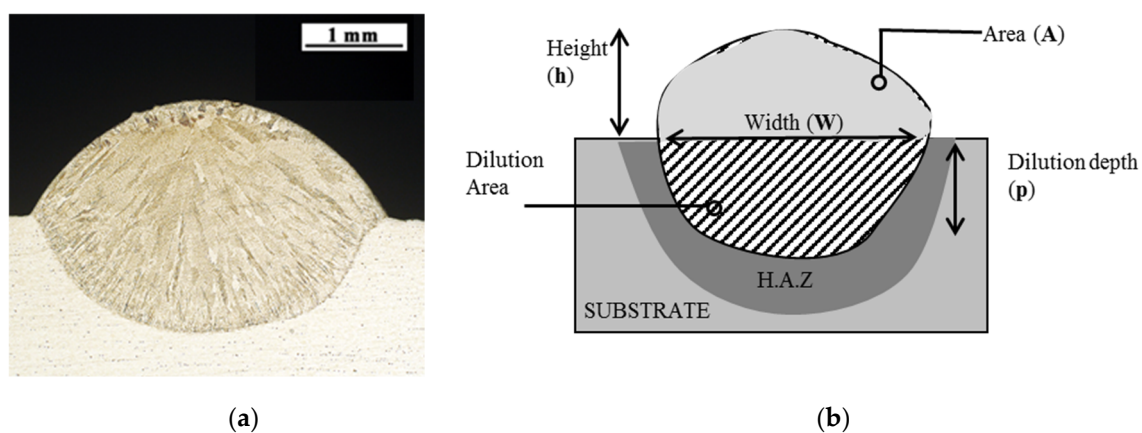 1 mm
Height
(h)
Area (A)
Width (W)
Dilution
Area
Dilution depth
(p)
H.A.Z
SUBSTRATE
(a)
(b)